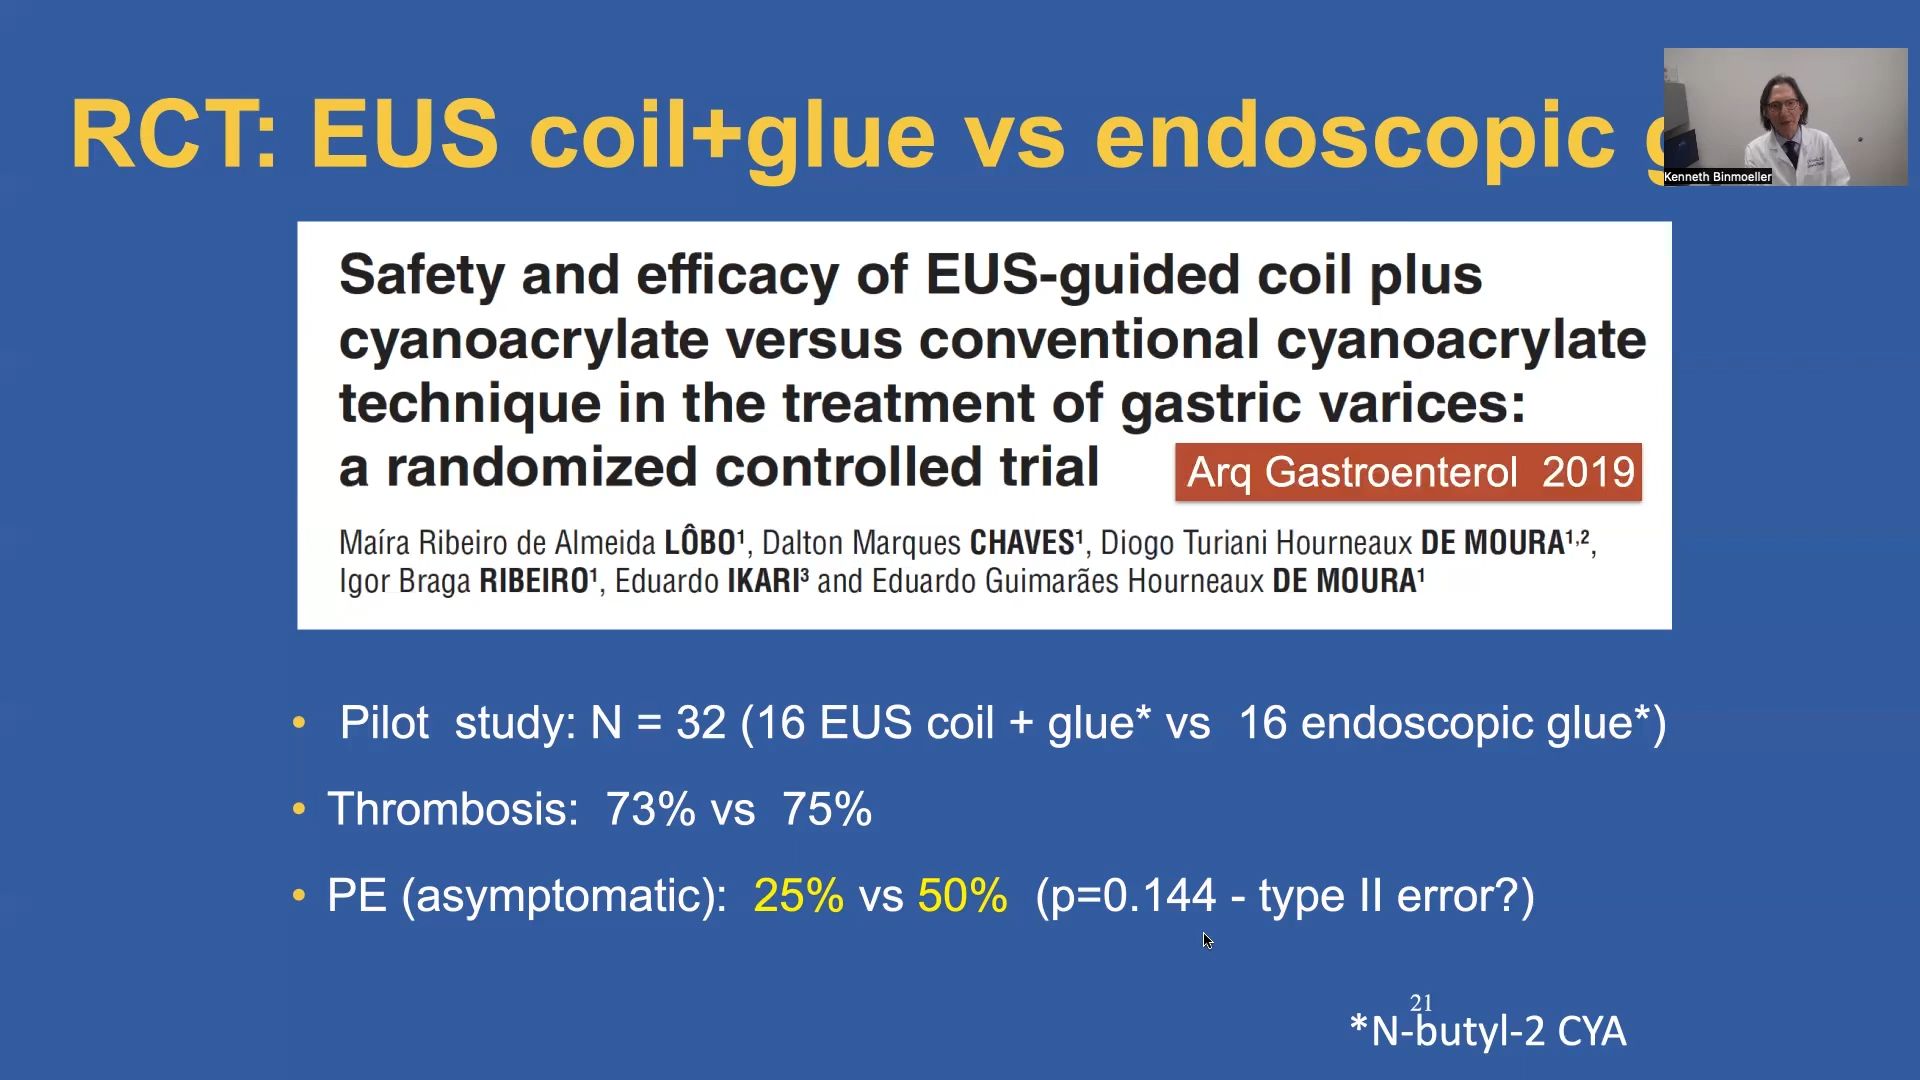 RCT: EUS coil+glue vs endoscopic
Kenneth Binmoeller
Safety and efficacy of EUS-guided coil plus
cyanoacrylate versus conventional cyanoacrylate
technique in the treatment of gastric varices:
a randomized controlled trial
Arq Gastroenterol 2019
Maíra Ribeiro de Almeida LÔBO¹, Dalton Marques CHAVES¹, Diogo Turiani Hourneaux DE MOURA¹,²,
Igor Braga RIBEIRO¹, Eduardo IKARI³ and Eduardo Guimarães Hourneaux DE MOURA¹
• Pilot study: N = 32 (16 EUS coil + glue* vs 16 endoscopic glue*)
• Thrombosis: 73% vs 75%
• PE (asymptomatic): 25% vs 50% (p=0.144 - type II error?)
21
*N-butyl-2 CYA